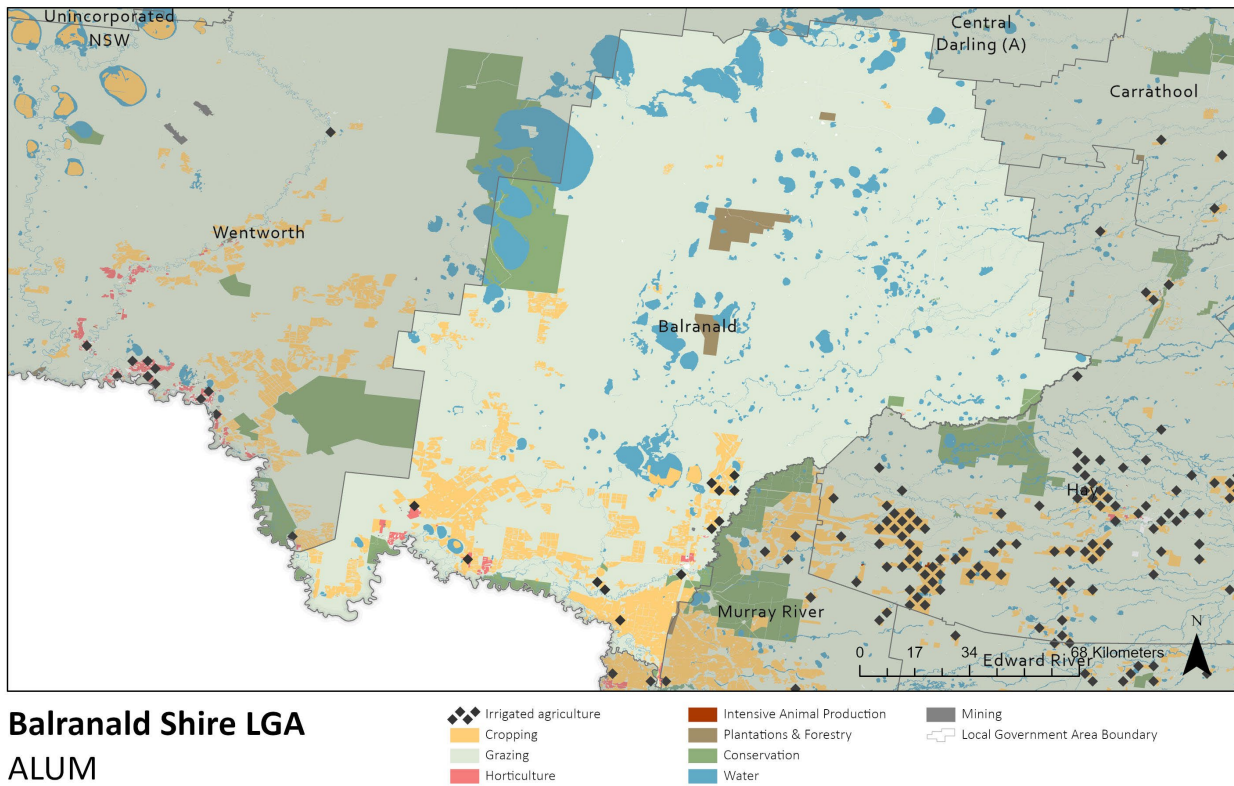 Unincorporated
NSW
Central
Darling (A)
Carrathool
Wentworth
Balranald
Hay
Murray River
N
0 17 34 68 Kilometers
Edward River
Balranald Shire LGA
ALUM
Irrigated agriculture
Cropping
Grazing
Horticulture
Intensive Animal Production
Plantations & Forestry
Conservation
Water
Mining
Local Government Area Boundary